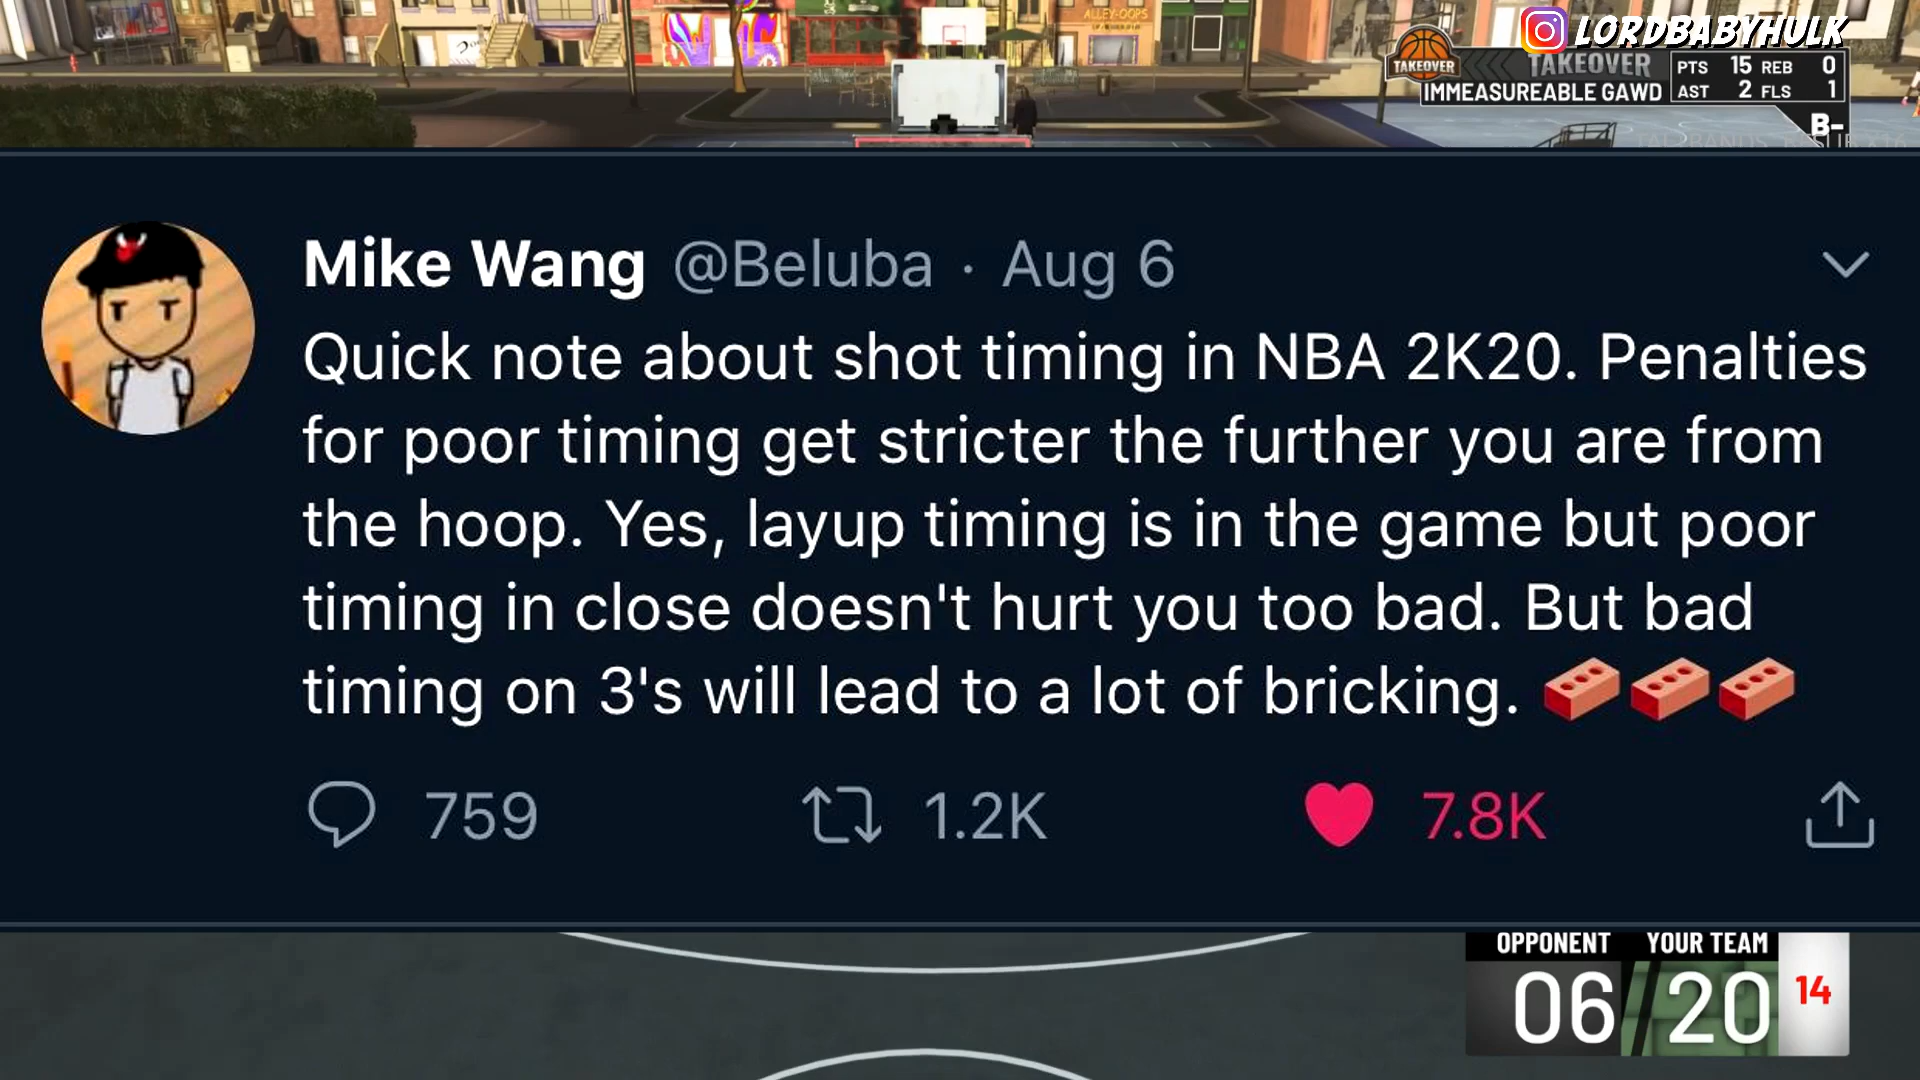 LORDBABYHULK
ALLEY-OOPS
TAKEOVER
TAKEOVER
PTS 15 REB 0
IMMEASUREABLE GAWD
AST 2 FLS 1
B-
Mike Wang @Beluba · Aug 6
Quick note about shot timing in NBA 2K20. Penalties
for poor timing get stricter the further you are from
the hoop. Yes, layup timing is in the game but poor
timing in close doesn't hurt you too bad. But bad
timing on 3's will lead to a lot of bricking. 🧱🧱🧱
759
1.2K
7.8K
OPPONENT YOUR TEAM
06 20 14